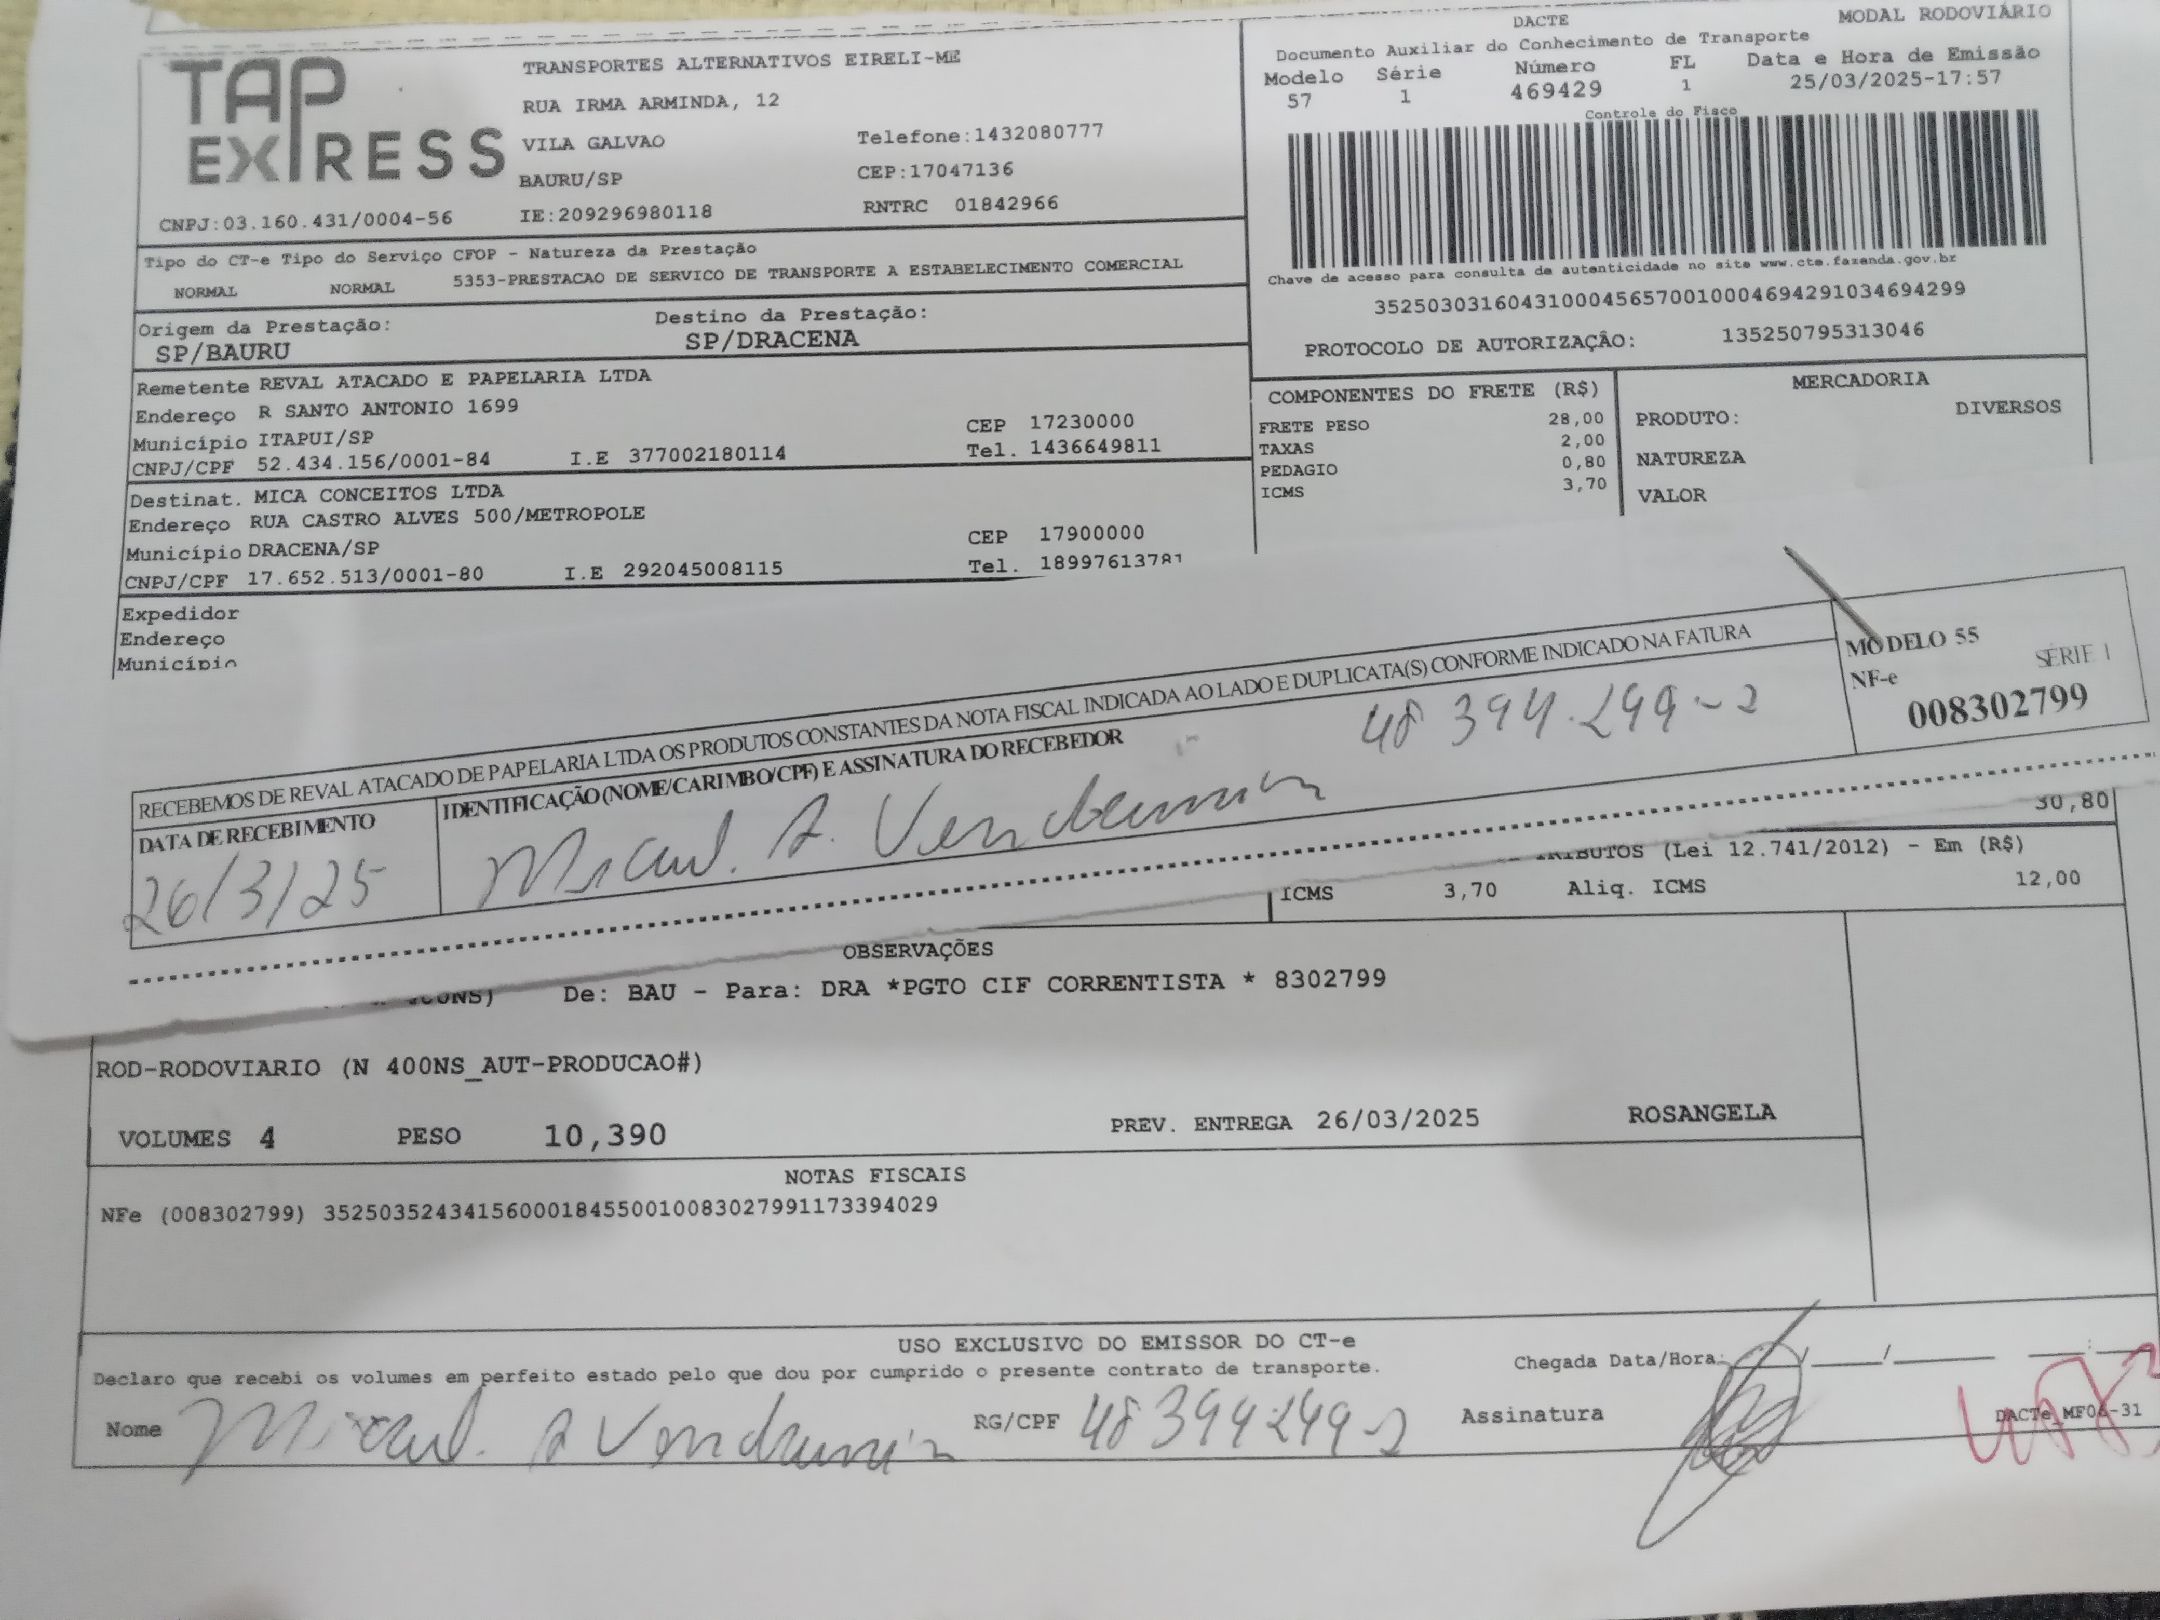 TAP EXPRESS
TRANSPORTES ALTERNATIVOS EIRELI-ME
RUA IRMA ARMINDA, 12
VILA GALVAO Telefone:1432080777
BAURU/SP CEP:17047136
CNPJ:03.160.431/0004-56 IE:209296980118 RNTRC 01842966
DACTE MODAL RODOVIÁRIO
Documento Auxiliar do Conhecimento de Transporte
Modelo Série Número FL Data e Hora de Emissão
57 1 469429 1 25/03/2025-17:57
Controle do Fisco
Chave de acesso para consulta de autenticidade no site www.cte.fazenda.gov.br
35250303160431000456570010004694291034694299
PROTOCOLO DE AUTORIZAÇÂO: 135250795313046
Tipo do CT-e Tipo do Serviço CFOP - Natureza da Prestação
NORMAL NORMAL 5353-PRESTACAO DE SERVICO DE TRANSPORTE A ESTABELECIMENTO COMERCIAL
Origem da Prestação: Destino da Prestação:
SP/BAURU SP/DRACENA
Remetente REVAL ATACADO E PAPELARIA LTDA
Endereço R SANTO ANTONIO 1699
Município ITAPUI/SP CEP 17230000
CNPJ/CPF 52.434.156/0001-84 I.E 377002180114 Tel. 1436649811
Destinat. MICA CONCEITOS LTDA
Endereço RUA CASTRO ALVES 500/METROPOLE
Município DRACENA/SP CEP 17900000
CNPJ/CPF 17.652.513/0001-80 I.E 292045008115 Tel. 18997613781
Expedidor
Endereço
Município
COMPONENTES DO FRETE (R$)
FRETE PESO 28,00
TAXAS 2,00
PEDAGIO 0,80
ICMS 3,70
MERCADORIA
PRODUTO: DIVERSOS
NATUREZA
VALOR
RECEBEMOS DE REVAL ATACADO DE PAPELARIA LTDA OS PRODUTOS CONSTANTES DA NOTA FISCAL INDICADA AO LADO E DUPLICATA(S) CONFORME INDICADO NA FATURA
MODELO 55
NF-e SÉRIE 1
008302799
DATA DE RECEBIMENTO IDENTIFICAÇÃO (NOME/CARIMBO/CPF) E ASSINATURA DO RECEBEDOR
48 394.299-2
26/3/25 A. Vendramin
30,80
TRIBUTOS (Lei 12.741/2012) - Em (R$)
ICMS 3,70 Aliq. ICMS 12,00
OBSERVAÇÕES
De: BAU - Para: DRA *PGTO CIF CORRENTISTA * 8302799
ROD-RODOVIARIO (N 400NS_AUT-PRODUCAO#)
VOLUMES 4 PESO 10,390 PREV. ENTREGA 26/03/2025 ROSANGELA
NOTAS FISCAIS
NFe (008302799) 35250352434156000184550010083027991173394029
USO EXCLUSIVO DO EMISSOR DO CT-e
Declaro que recebi os volumes em perfeito estado pelo que dou por cumprido o presente contrato de transporte. Chegada Data/Hora:
Nome A Vendramin RG/CPF 48 394299-2 Assinatura DACTe_MF06-31